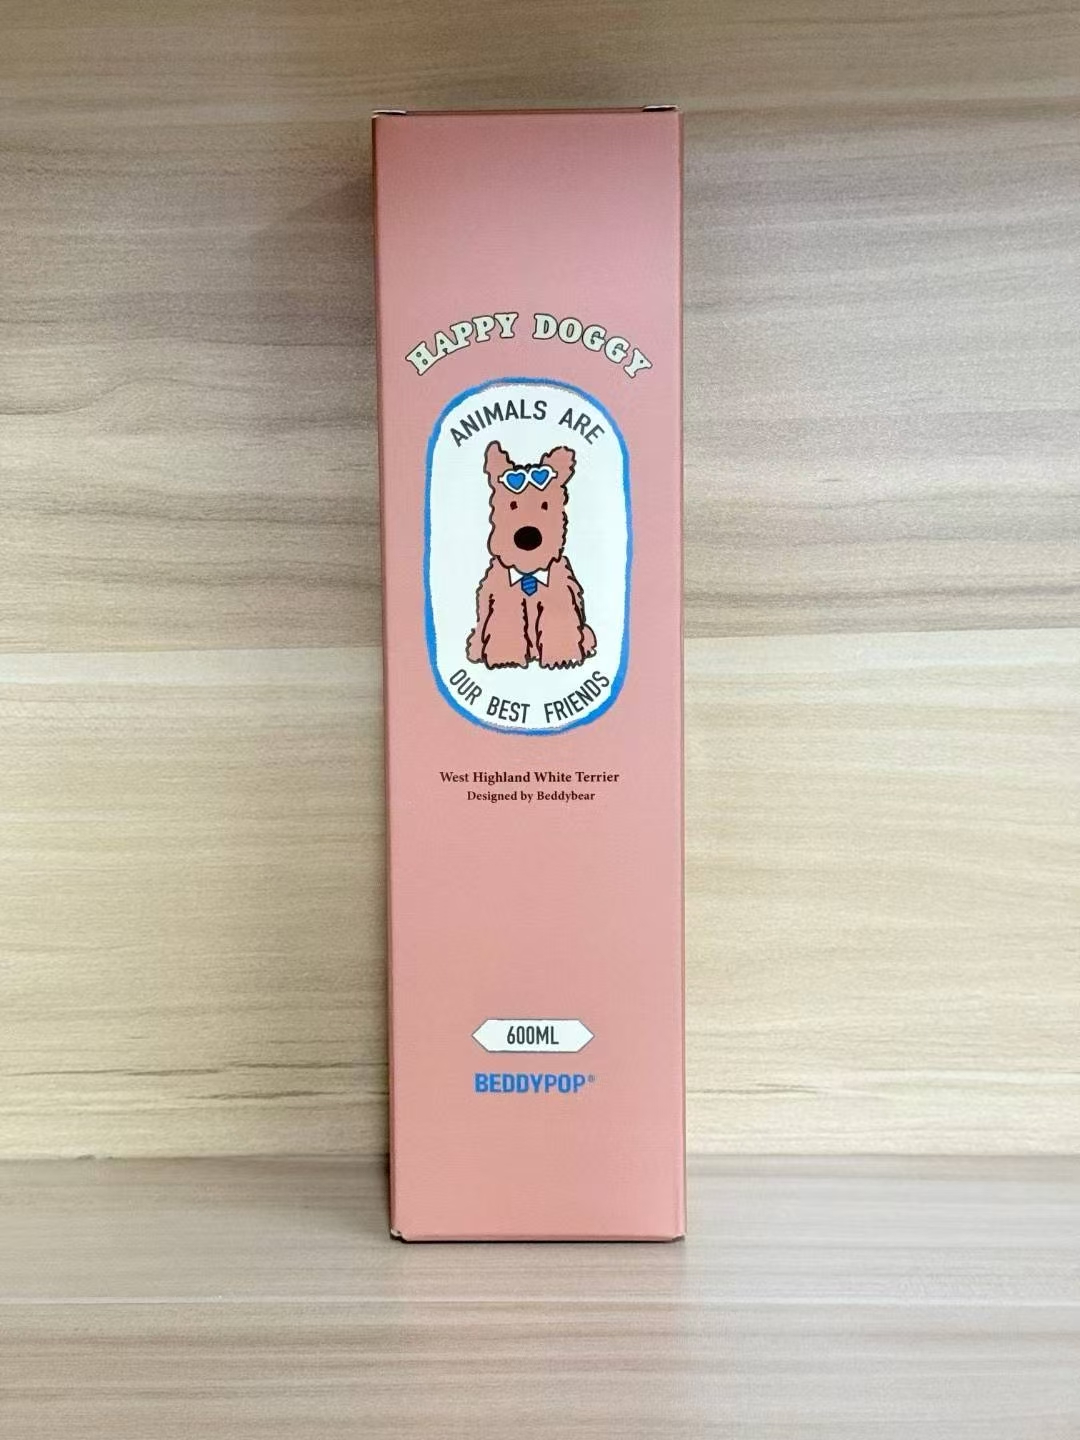 HAPPY DOGGY
ANIMALS ARE
OUR BEST FRIENDS
West Highland White Terrier
Designed by Beddybear
600ML
BEDDYPOP®